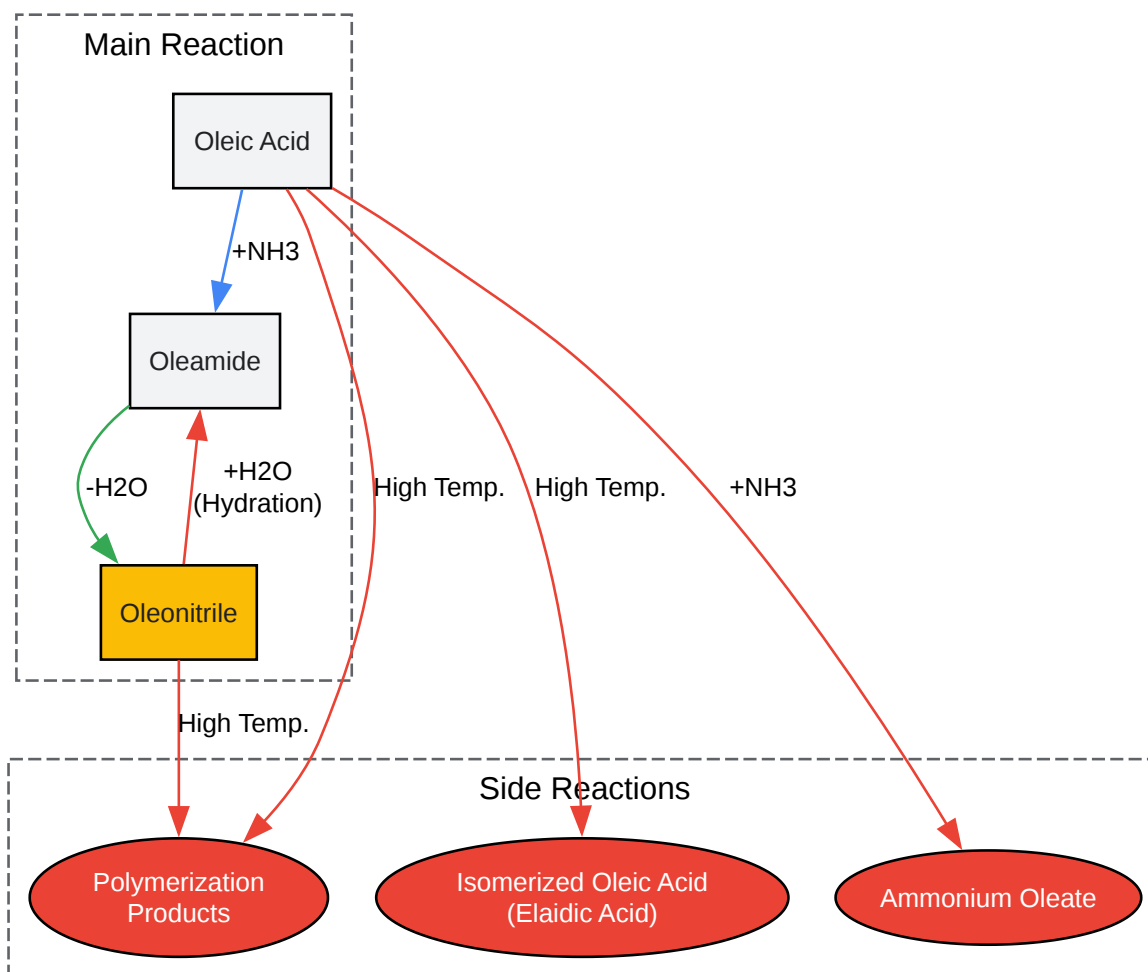 Main Reaction
Oleic Acid
+NH3
Oleamide
-H2O
+H2O
(Hydration)
High Temp.
High Temp.
+NH3
Oleonitrile
High Temp.
Side Reactions
Polymerization
Products
Isomerized Oleic Acid
(Elaidic Acid)
Ammonium Oleate